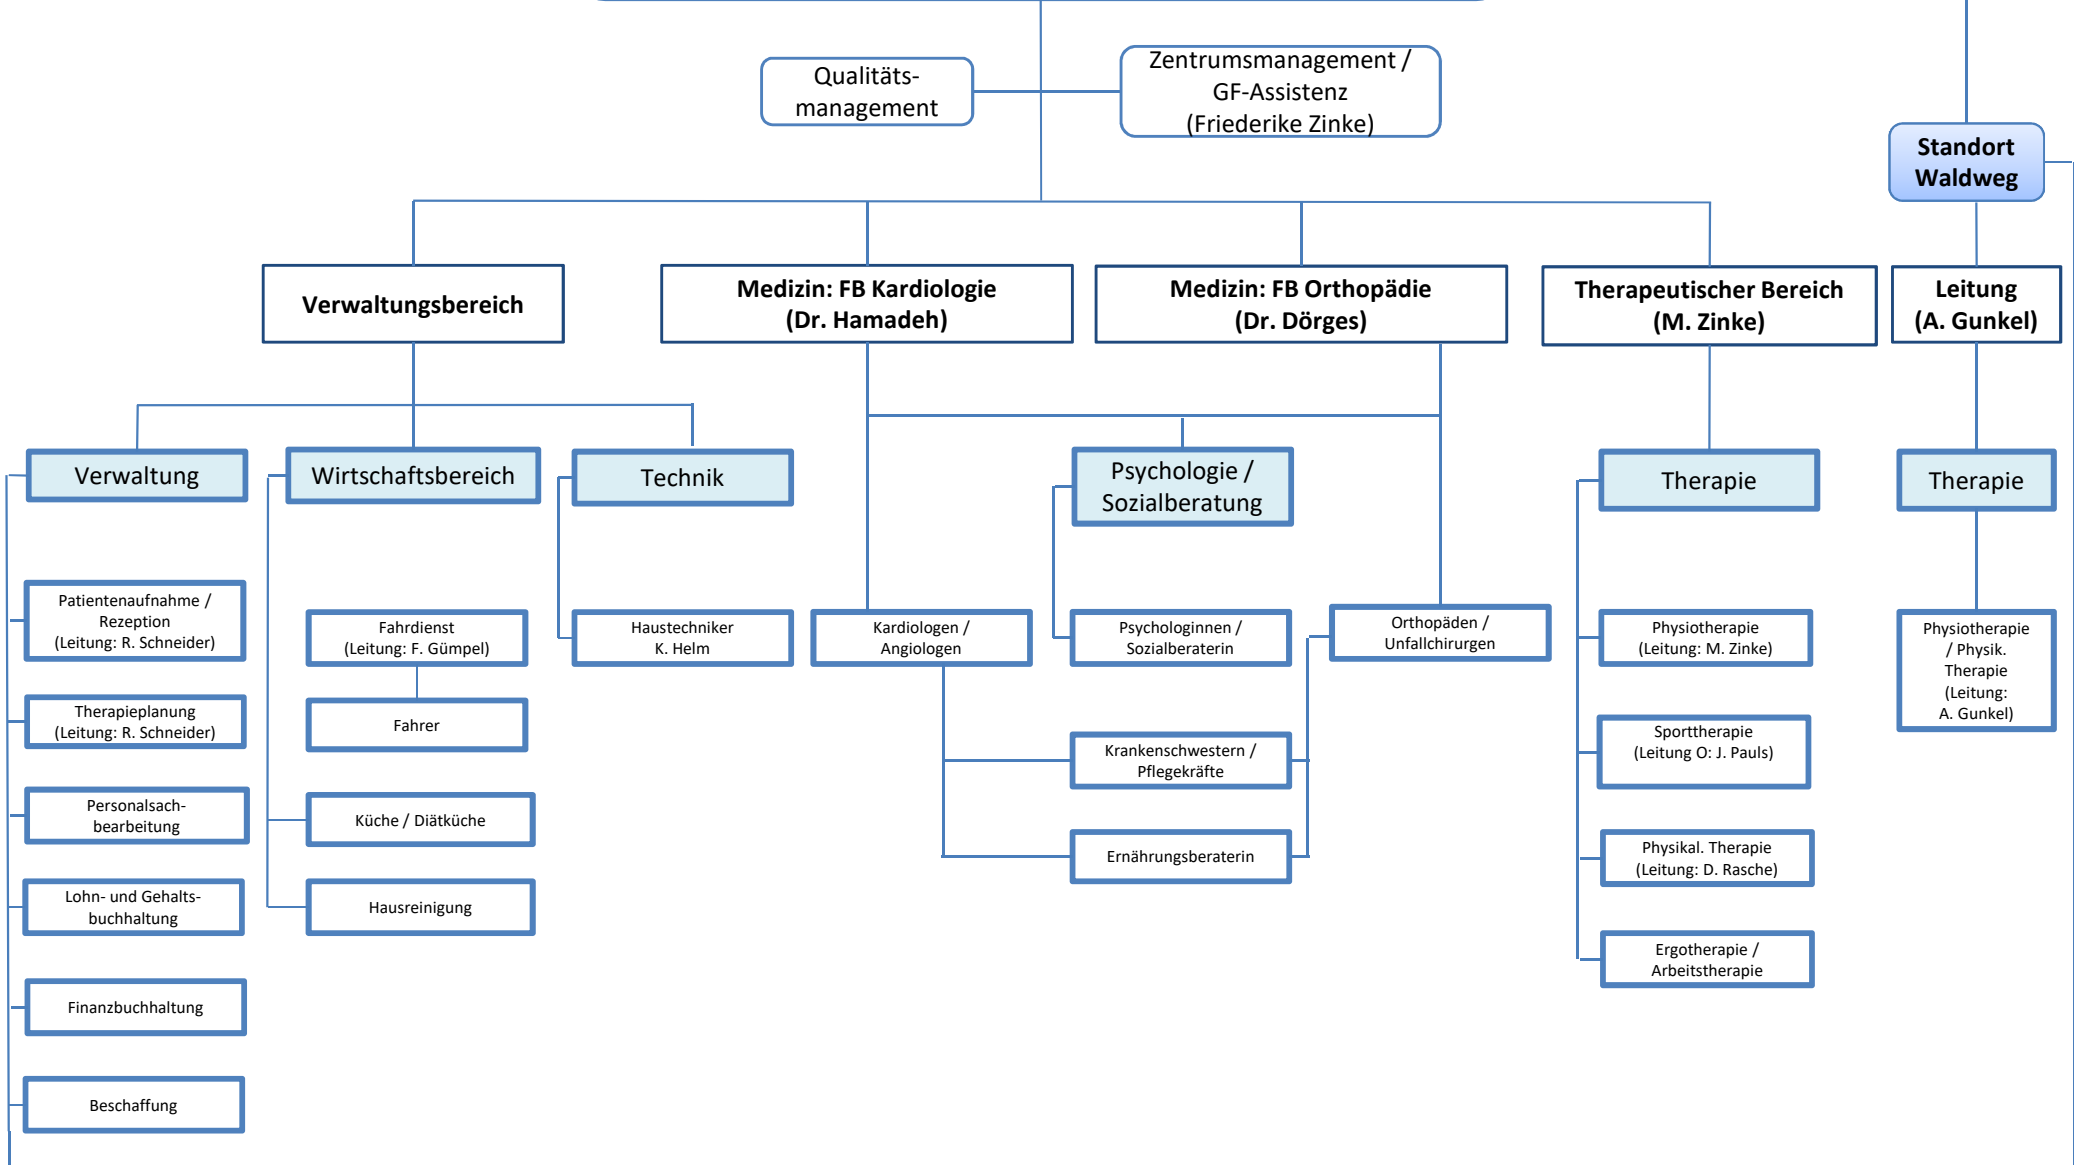 Qualitäts-
management
Zentrumsmanagement /
GF-Assistenz
(Friederike Zinke)
Standort
Waldweg
Verwaltungsbereich
Medizin: FB Kardiologie
(Dr. Hamadeh)
Medizin: FB Orthopädie
(Dr. Dörges)
Therapeutischer Bereich
(M. Zinke)
Leitung
(A. Gunkel)
Verwaltung
Wirtschaftsbereich
Technik
Psychologie /
Sozialberatung
Therapie
Therapie
Patientenaufnahme /
Rezeption
(Leitung: R. Schneider)
Therapieplanung
(Leitung: R. Schneider)
Personalsach-
bearbeitung
Lohn- und Gehalts-
buchhaltung
Finanzbuchhaltung
Beschaffung
Fahrdienst
(Leitung: F. Gümpel)
Fahrer
Küche / Diätküche
Hausreinigung
Haustechniker
K. Helm
Kardiologen /
Angiologen
Psychologinnen /
Sozialberaterin
Krankenschwestern /
Pflegekräfte
Ernährungsberaterin
Orthopäden /
Unfallchirurgen
Physiotherapie
(Leitung: M. Zinke)
Sporttherapie
(Leitung O: J. Pauls)
Physikal. Therapie
(Leitung: D. Rasche)
Ergotherapie /
Arbeitstherapie
Physiotherapie
/ Physik.
Therapie
(Leitung:
A. Gunkel)